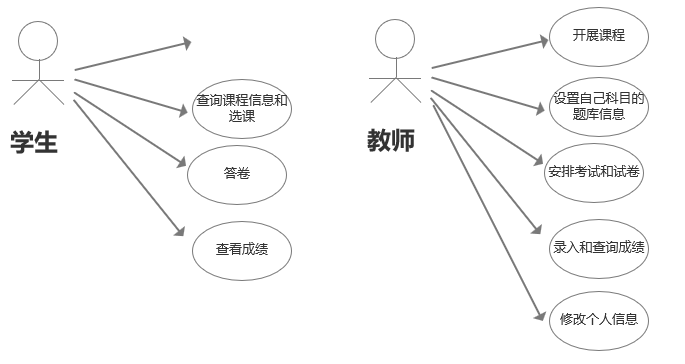 学生
查询课程信息和
选课
答卷
查看成绩
教师
开展课程
设置自己科目的
题库信息
安排考试和试卷
录入和查询成绩
修改个人信息